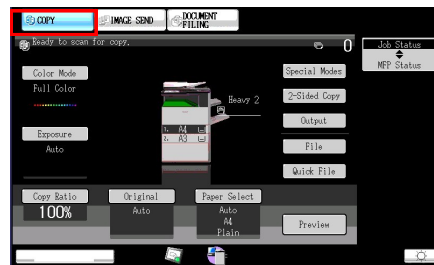 COPY
IMAGE SEND
DOCUMENT
FILING
Ready to scan for copy.
0
Job Status
MFP Status
Color Mode
Full Color
Special Modes
Heavy 2
2-Sided Copy
1. A4
2. A3
Output
Exposure
Auto
File
Quick File
Copy Ratio
100%
Original
Auto
Paper Select
Auto
A4
Plain
Preview